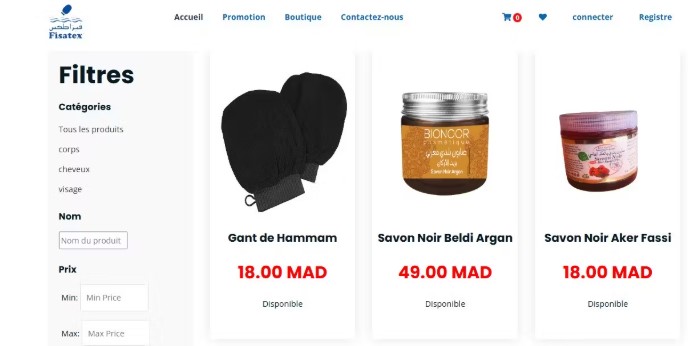 Accueil Promotion Boutique Contactez-nous 0 connecter Registre
فيزاطكس
Fisatex
Filtres
Catégories
Tous les produits
corps
cheveux
visage
Nom
Nom du produit
Prix
Min: Min Price
Max: Max Price
BIONOOR
cosmétique
Gant de Hammam
18.00 MAD
Disponible
Savon Noir Beldi Argan
49.00 MAD
Disponible
Savon Noir Aker Fassi
18.00 MAD
Disponible